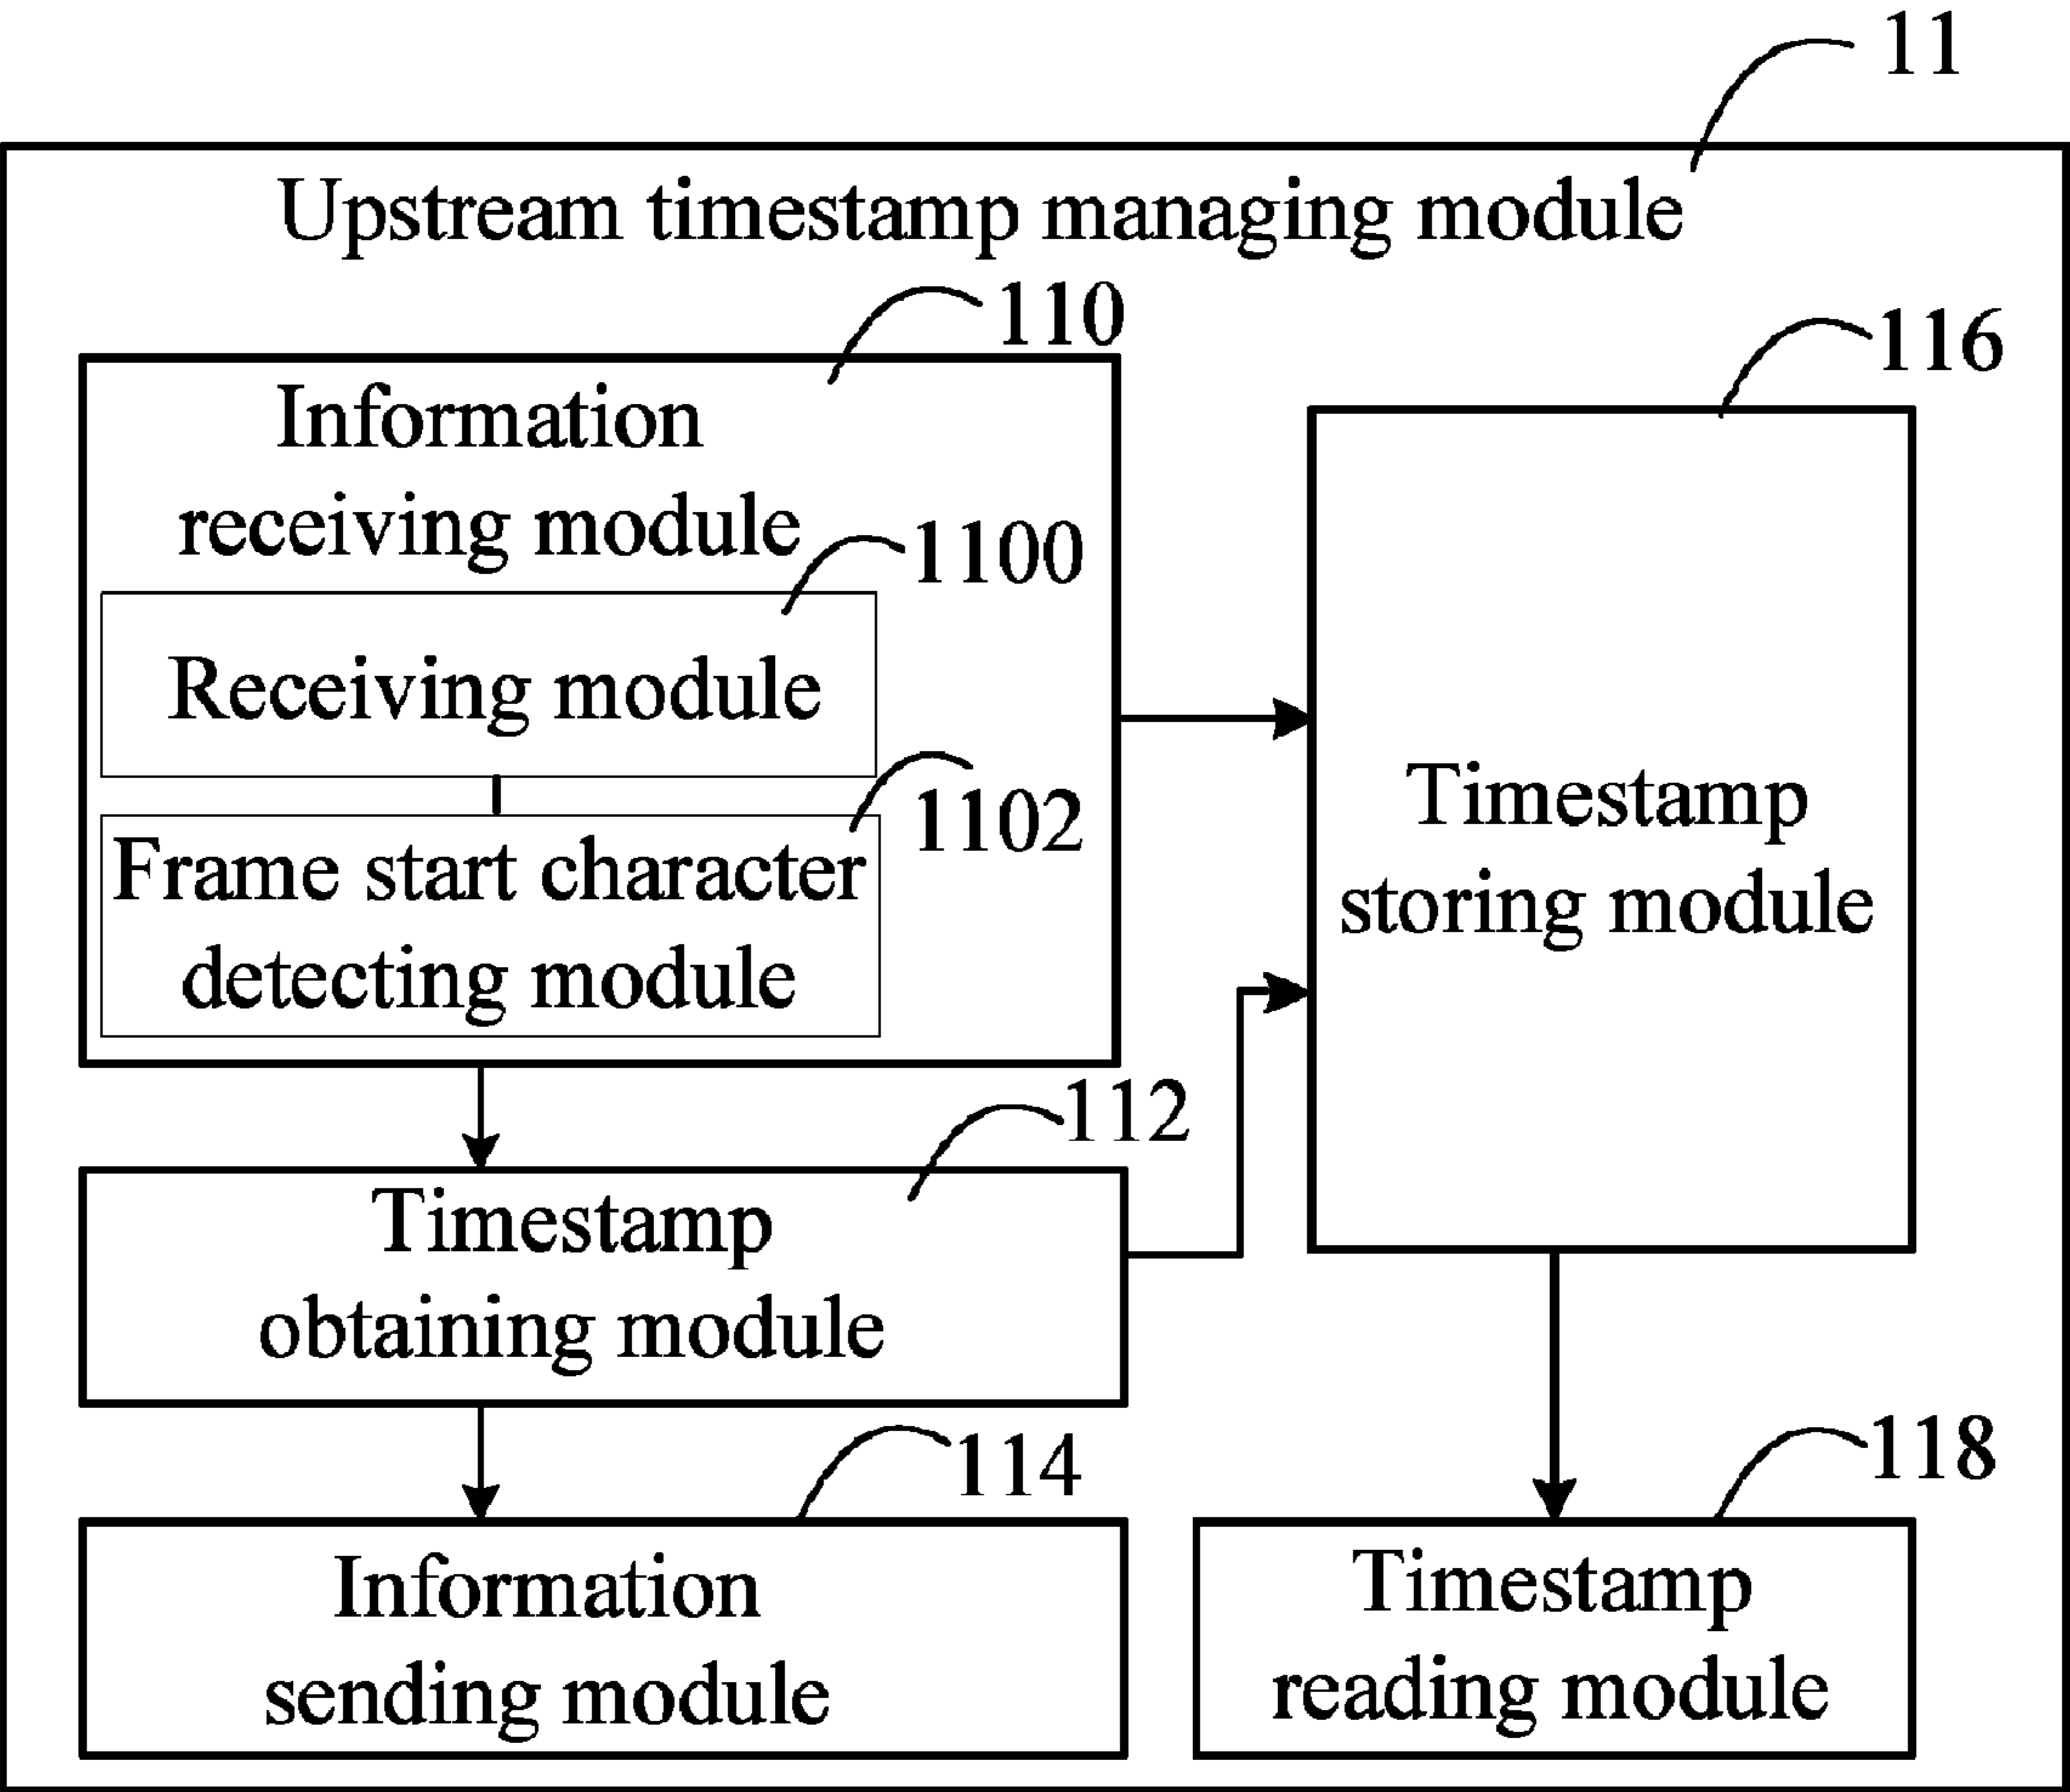 11
Upstream timestamp managing module
110
Information
receiving module
1100
Receiving module
1102
Frame start character
detecting module
116
Timestamp
storing module
112
Timestamp
obtaining module
114
Information
sending module
118
Timestamp
reading module